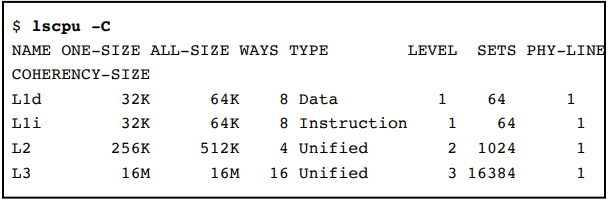 $ lscpu -C
NAME ONE-SIZE ALL-SIZE WAYS TYPE LEVEL SETS PHY-LINE
COHERENCY-SIZE
L1d 32K 64K 8 Data 1 64 1
L1i 32K 64K 8 Instruction 1 64 1
L2 256K 512K 4 Unified 2 1024 1
L3 16M 16M 16 Unified 3 16384 1